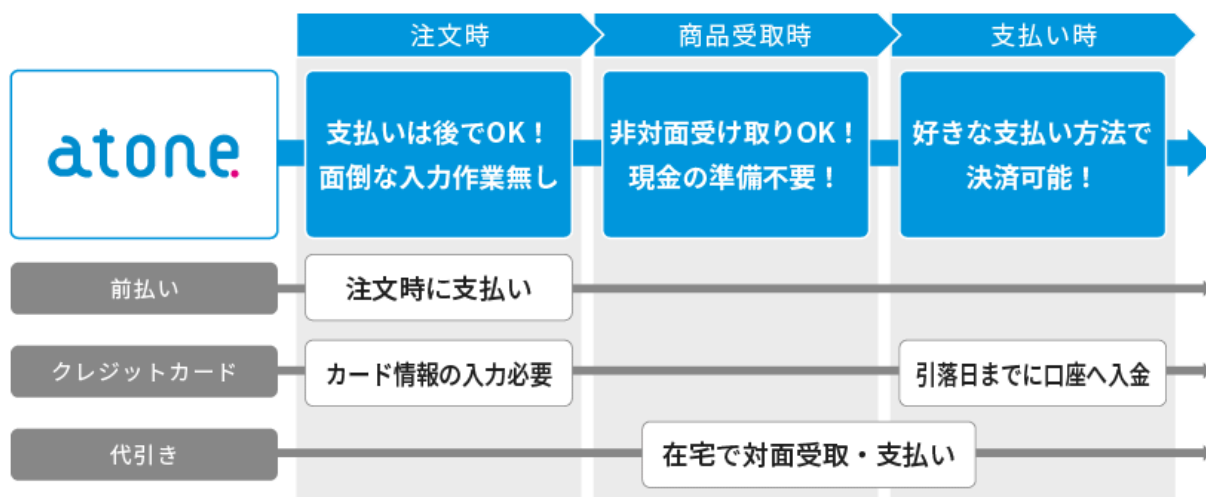 注文時
商品受取時
支払い時
atone
支払いは後でOK！
面倒な入力作業無し
非対面受け取りOK！
現金の準備不要！
好きな支払い方法で
決済可能！
前払い
注文時に支払い
クレジットカード
カード情報の入力必要
引落日までに口座へ入金
代引き
在宅で対面受取・支払い